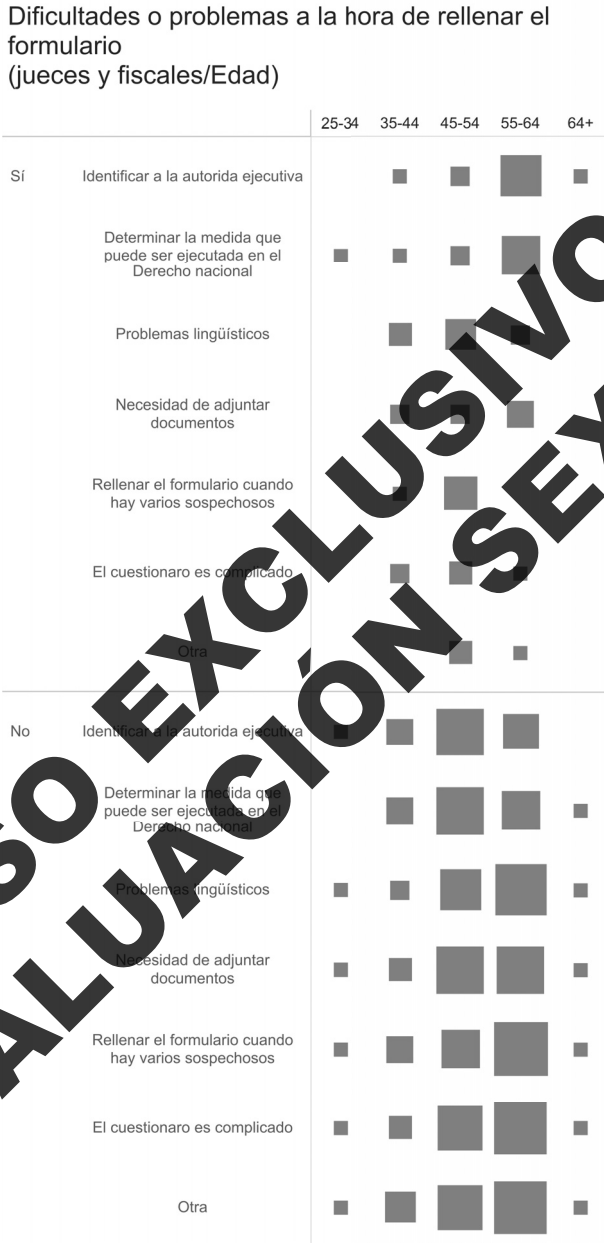 Dificultades o problemas a la hora de rellenar el
formulario
(jueces y fiscales/Edad)
25-34 35-44 45-54 55-64 64+
Sí Identificar a la autorida ejecutiva
Determinar la medida que
puede ser ejecutada en el
Derecho nacional
Problemas lingüísticos
Necesidad de adjuntar
documentos
Rellenar el formulario cuando
hay varios sospechosos
El cuestionaro es complicado
Otra
No Identificar a la autorida ejecutiva
Determinar la medida que
puede ser ejecutada en el
Derecho nacional
Problemas lingüísticos
Necesidad de adjuntar
documentos
Rellenar el formulario cuando
hay varios sospechosos
El cuestionaro es complicado
Otra
SO EXCLUSIVO
ALUACIÓN SEX